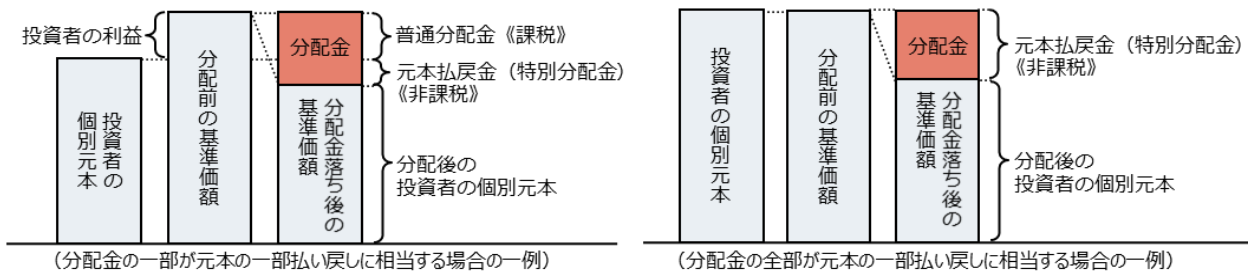 投資者の利益
投資者の
個別元本
分配前の基準価額
分配金
分配金落ち後の
基準価額
普通分配金《課税》
元本払戻金（特別分配金）
《非課税》
分配後の
投資者の個別元本
（分配金の一部が元本の一部払い戻しに相当する場合の一例）
投資者の個別元本
分配前の基準価額
分配金
分配金落ち後の
基準価額
元本払戻金（特別分配金）
《非課税》
分配後の
投資者の個別元本
（分配金の全部が元本の一部払い戻しに相当する場合の一例）